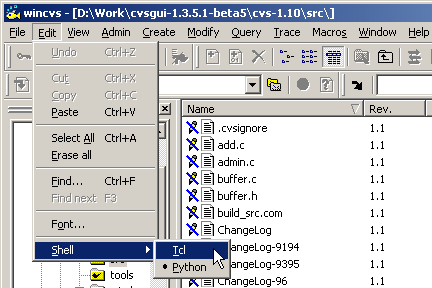 wincvs - [D:\Work\cvsgui-1.3.5.1-beta5\cvs-1.10\src\]
File Edit View Admin Create Modify Query Trace Macros Window Help
Undo Ctrl+Z
Cut Ctrl+X
Copy Ctrl+C
Paste Ctrl+V
Select All Ctrl+A
Erase all
Find... Ctrl+F
Find next F3
Font...
Shell
Tcl
Python
tools
Name Rev.
.cvsignore 1.1
add.c 1.1
admin.c 1.1
buffer.c 1.1
buffer.h 1.1
build_src.com 1.1
ChangeLog 1.1
ChangeLog-9194 1.1
ChangeLog-9395 1.1
ChangeLog-96 1.1